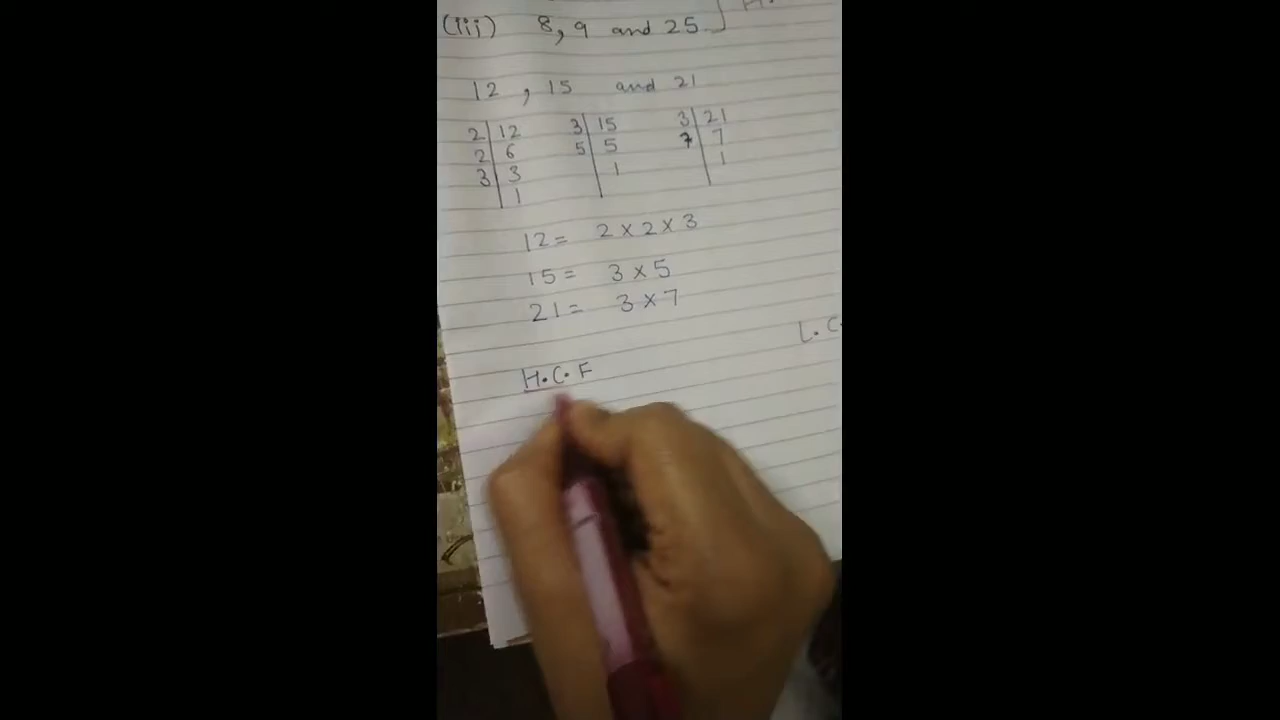 (iii) 8, 9 and 25
12 , 15 and 21
2 | 12 3 | 15 3 | 21
2 | 6 5 | 5 7 | 7
3 | 3 | 1 | 1
| 1
12 = 2 × 2 × 3
15 = 3 × 5
21 = 3 × 7
L.C.
H.C.F